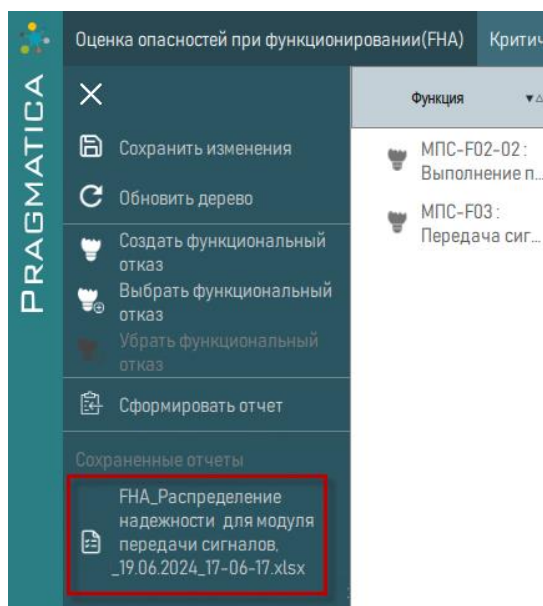 PRAGMATICA
Оценка опасностей при функционировании(FHA)
Критич
Сохранить изменения
Обновить дерево
Создать функциональный
отказ
Выбрать функциональный
отказ
Убрать функциональный
отказ
Сформировать отчет
Сохраненные отчеты
FHA_Распределение
надежности для модуля
передачи сигналов,
_19.06.2024_17-06-17.xlsx
Функция
МПС-F02-02 :
Выполнение п...
МПС-F03 :
Передача сиг...